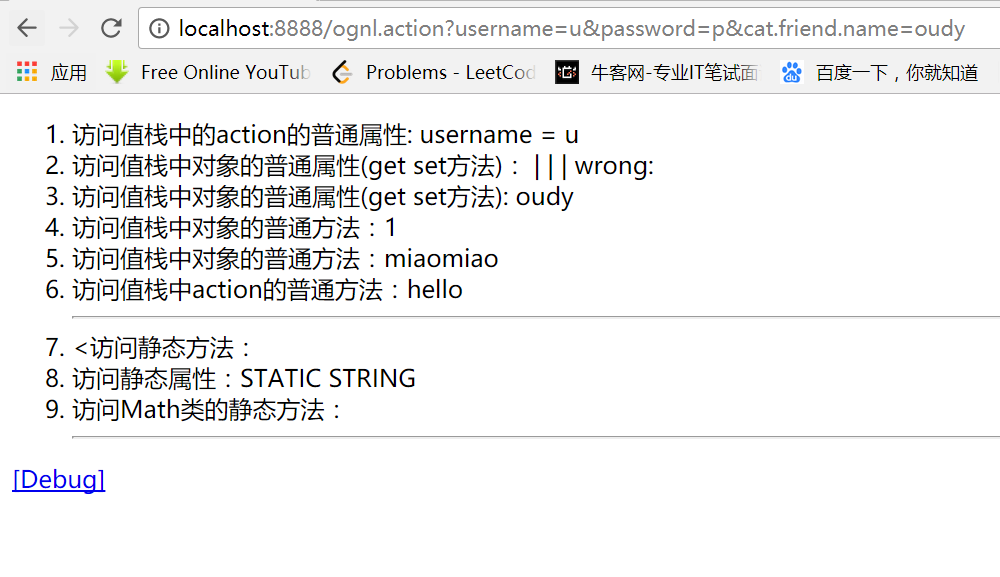 localhost:8888/ognl.action?username=u&password=p&cat.friend.name=oudy
应用 Free Online YouTub Problems - LeetCod 牛客网-专业IT笔试面 百度一下，你就知道
1. 访问值栈中的action的普通属性: username = u
2. 访问值栈中对象的普通属性(get set方法)： | | | wrong:
3. 访问值栈中对象的普通属性(get set方法): oudy
4. 访问值栈中对象的普通方法：1
5. 访问值栈中对象的普通方法：miaomiao
6. 访问值栈中action的普通方法：hello
7. <访问静态方法：
8. 访问静态属性：STATIC STRING
9. 访问Math类的静态方法：
[Debug]